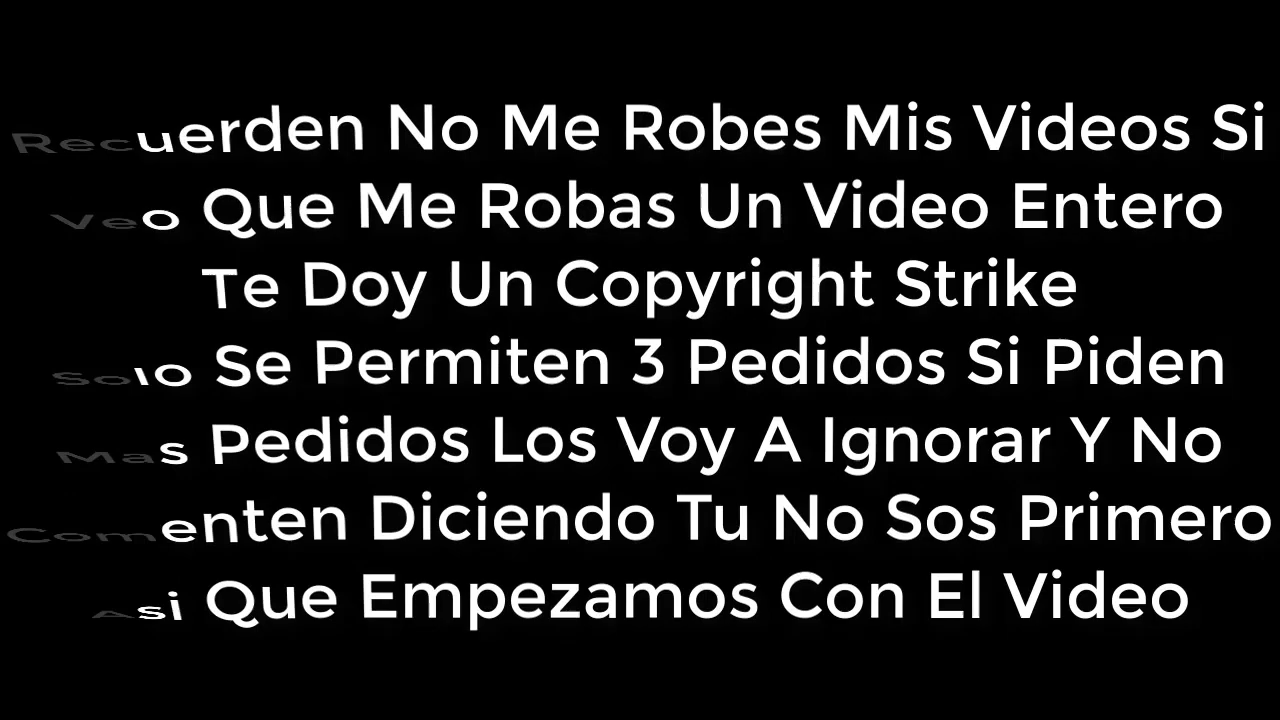 Recuerden No Me Robes Mis Videos Si
Veo Que Me Robas Un Video Entero
Te Doy Un Copyright Strike
Solo Se Permiten 3 Pedidos Si Piden
Mas Pedidos Los Voy A Ignorar Y No
Comenten Diciendo Tu No Sos Primero
Asi Que Empezamos Con El Video